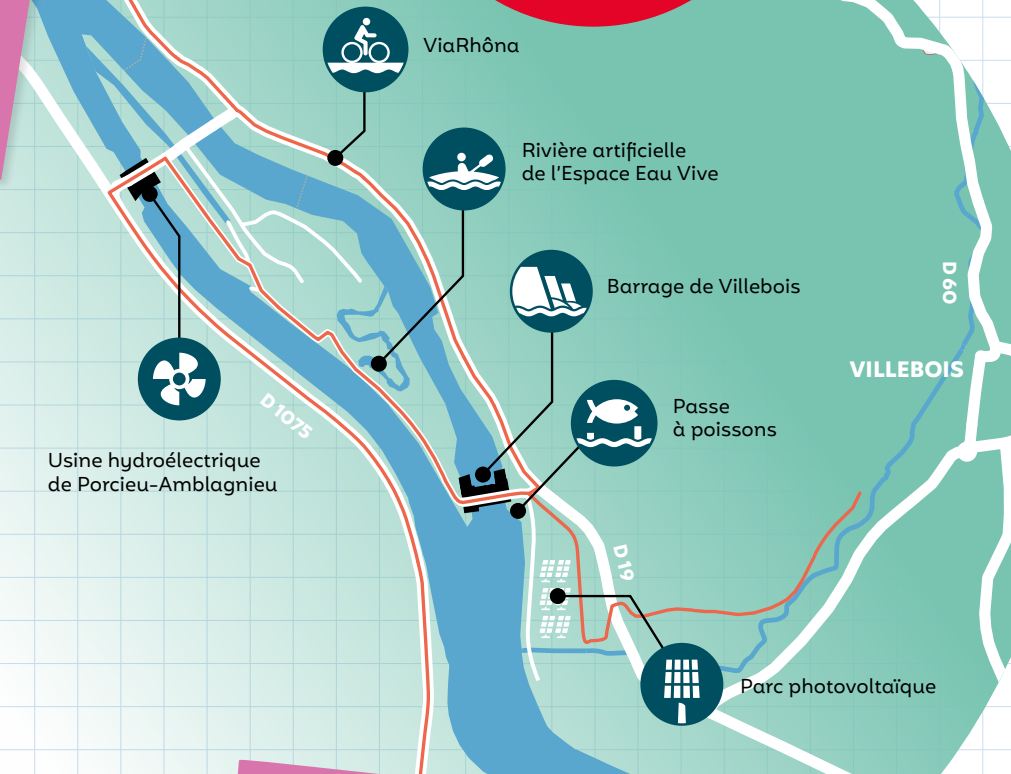 ViaRhôna
Rivière artificielle
de l'Espace Eau Vive
Barrage de Villebois
D 60
VILLEBOIS
Passe
à poissons
D 1075
Usine hydroélectrique
de Porcieu-Amblagnieu
D 19
Parc photovoltaïque